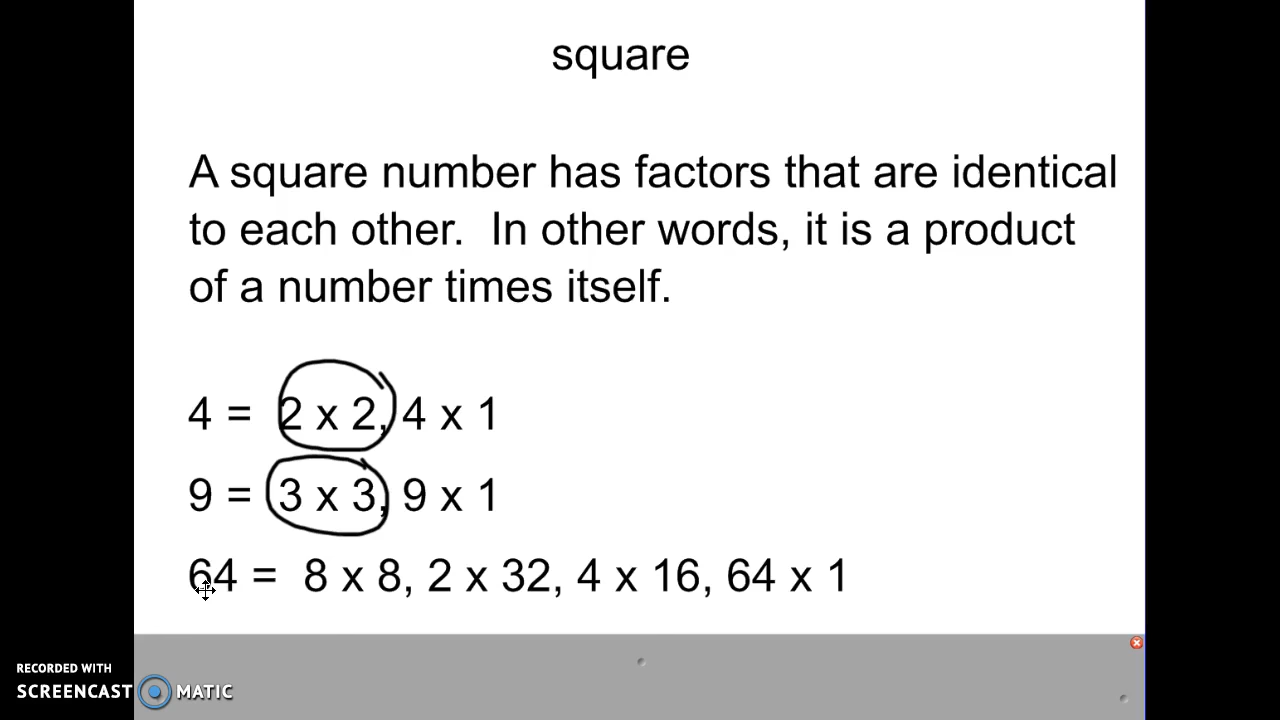 square
A square number has factors that are identical
to each other. In other words, it is a product
of a number times itself.
4 = 2 x 2, 4 x 1
9 = 3 x 3, 9 x 1
64 = 8 x 8, 2 x 32, 4 x 16, 64 x 1
RECORDED WITH
SCREENCAST MATIC